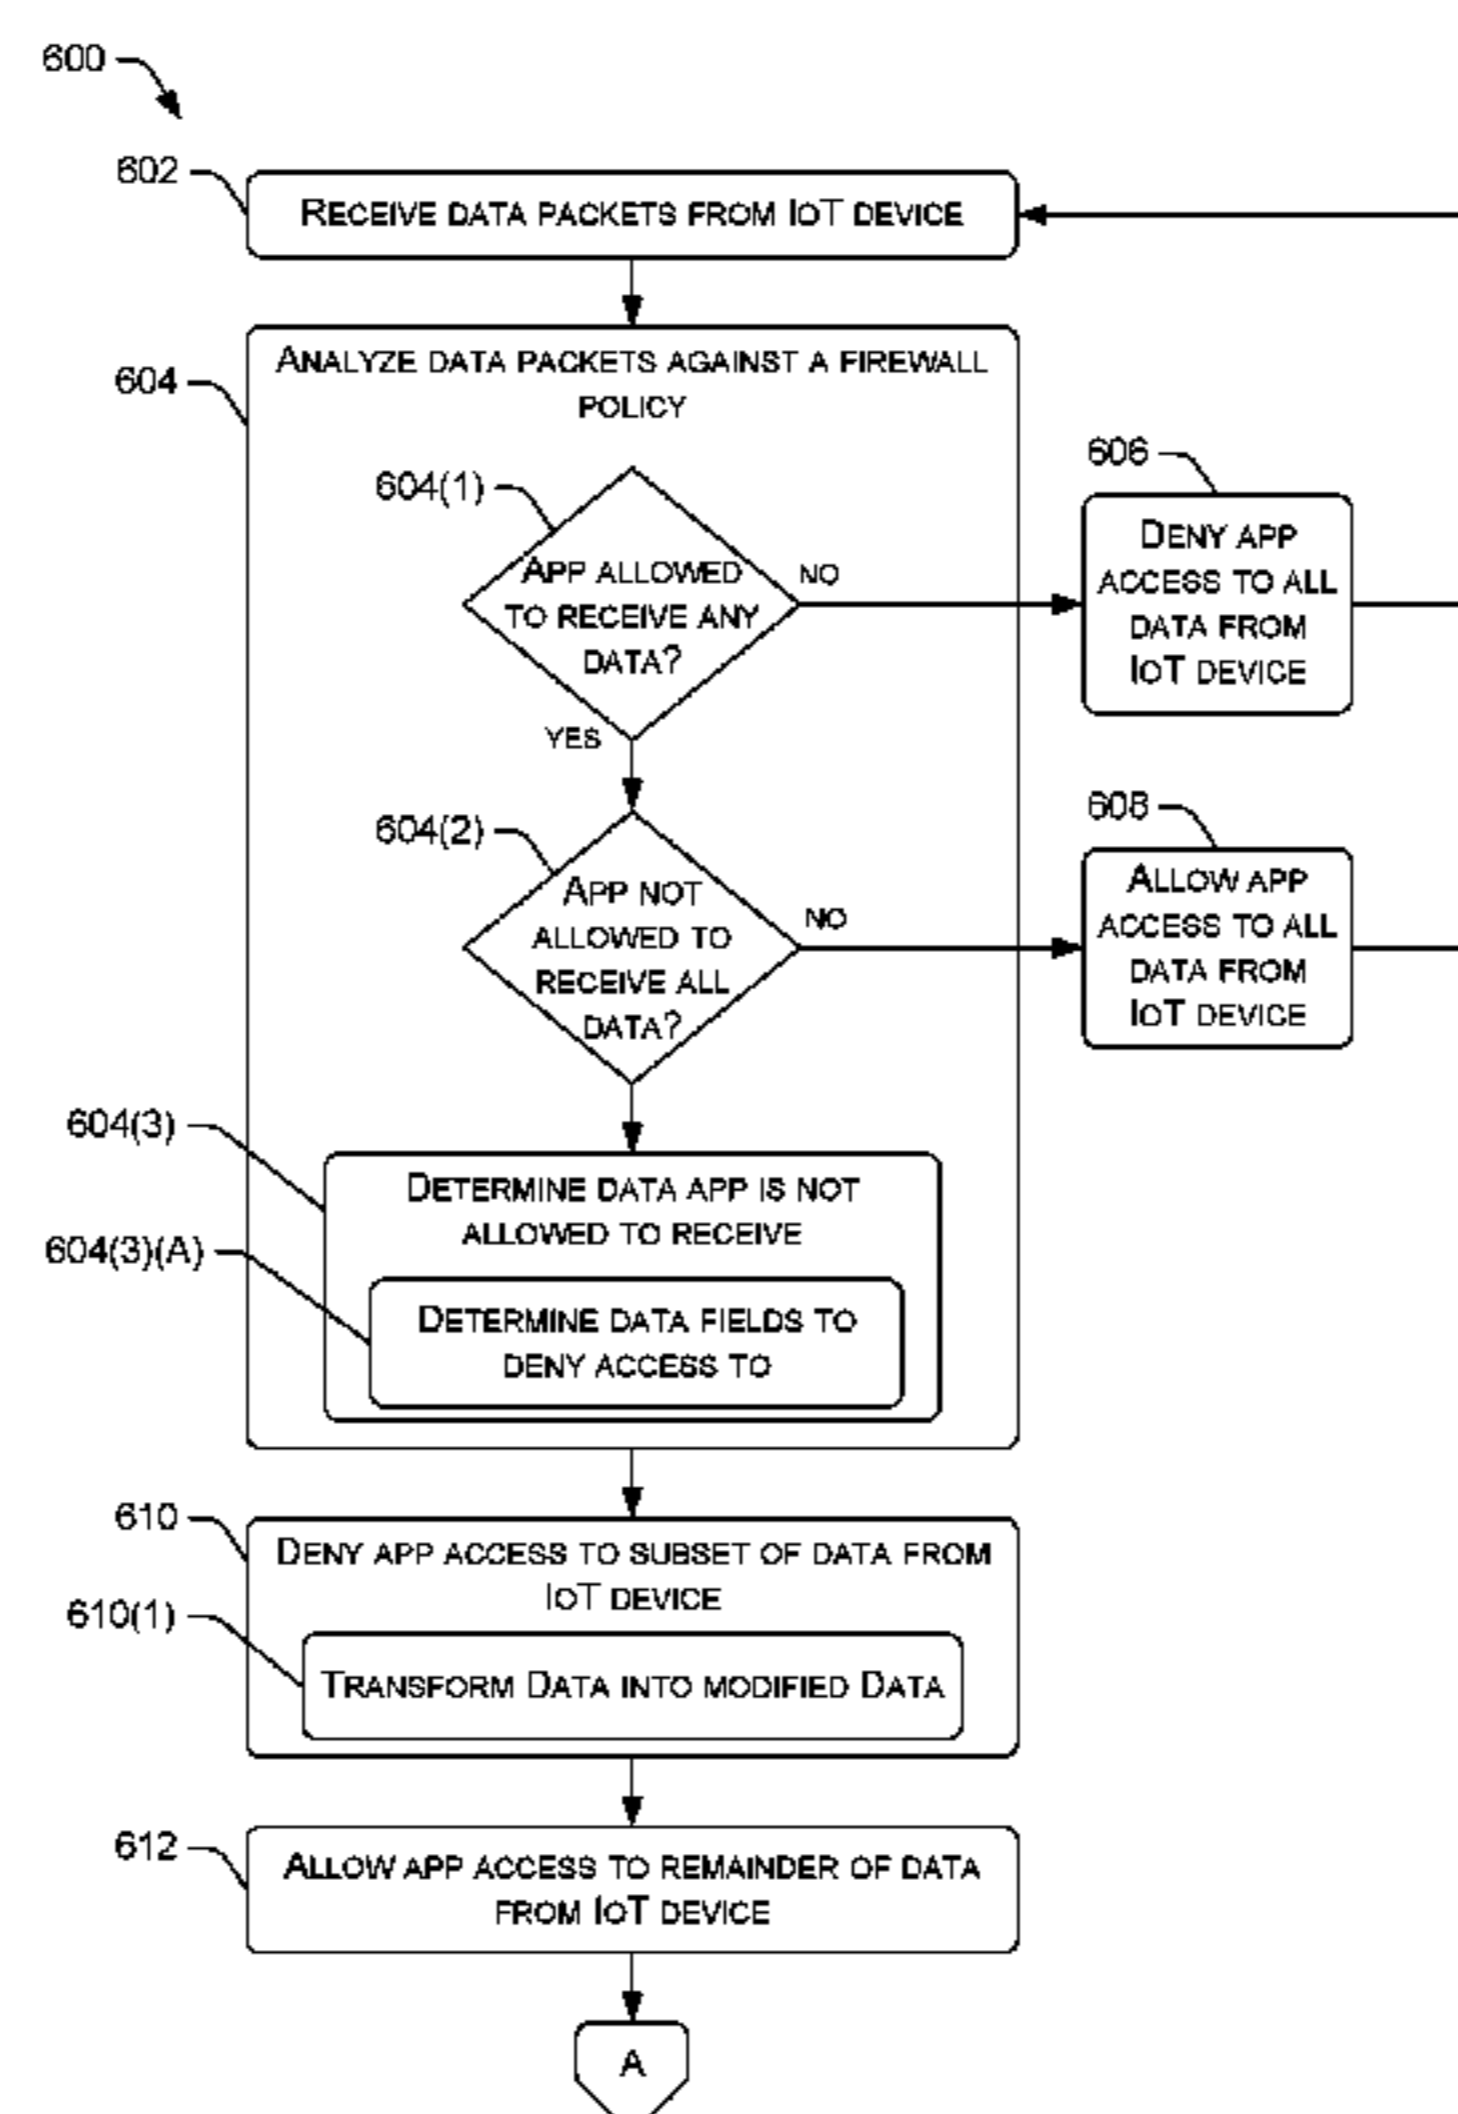 600
602
RECEIVE DATA PACKETS FROM IOT DEVICE
604
ANALYZE DATA PACKETS AGAINST A FIREWALL
POLICY
604(1)
APP ALLOWED
TO RECEIVE ANY
DATA?
NO
YES
606
DENY APP
ACCESS TO ALL
DATA FROM
IOT DEVICE
604(2)
APP NOT
ALLOWED TO
RECEIVE ALL
DATA?
NO
608
ALLOW APP
ACCESS TO ALL
DATA FROM
IOT DEVICE
604(3)
DETERMINE DATA APP IS NOT
ALLOWED TO RECEIVE
604(3)(A)
DETERMINE DATA FIELDS TO
DENY ACCESS TO
610
DENY APP ACCESS TO SUBSET OF DATA FROM
IOT DEVICE
610(1)
TRANSFORM DATA INTO MODIFIED DATA
612
ALLOW APP ACCESS TO REMAINDER OF DATA
FROM IOT DEVICE
A